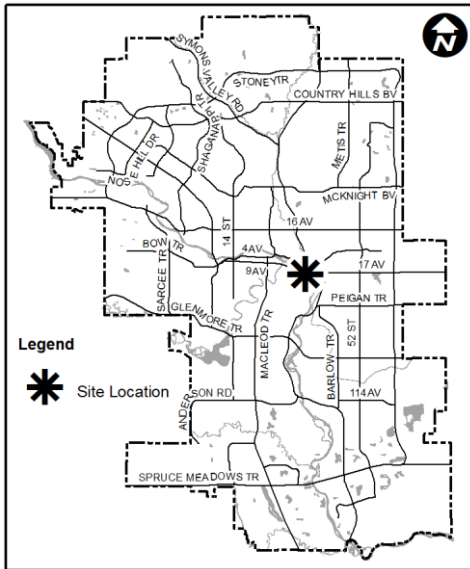 N
SYMONS VALLEY RD
STONEY TR
COUNTRY HILLS BV
SHAGANAPPI TR
METIS TR
NOSE HILL DR
MCKNIGHT BV
16 AV
14 ST
4 AV
BOW TR
9 AV
17 AV
SARCEE TR
PEIGAN TR
GLENMORE TR
MACLEOD TR
52 ST
BARLOW TR
Legend
Site Location
ANDERSON RD
114 AV
SPRUCE MEADOWS TR